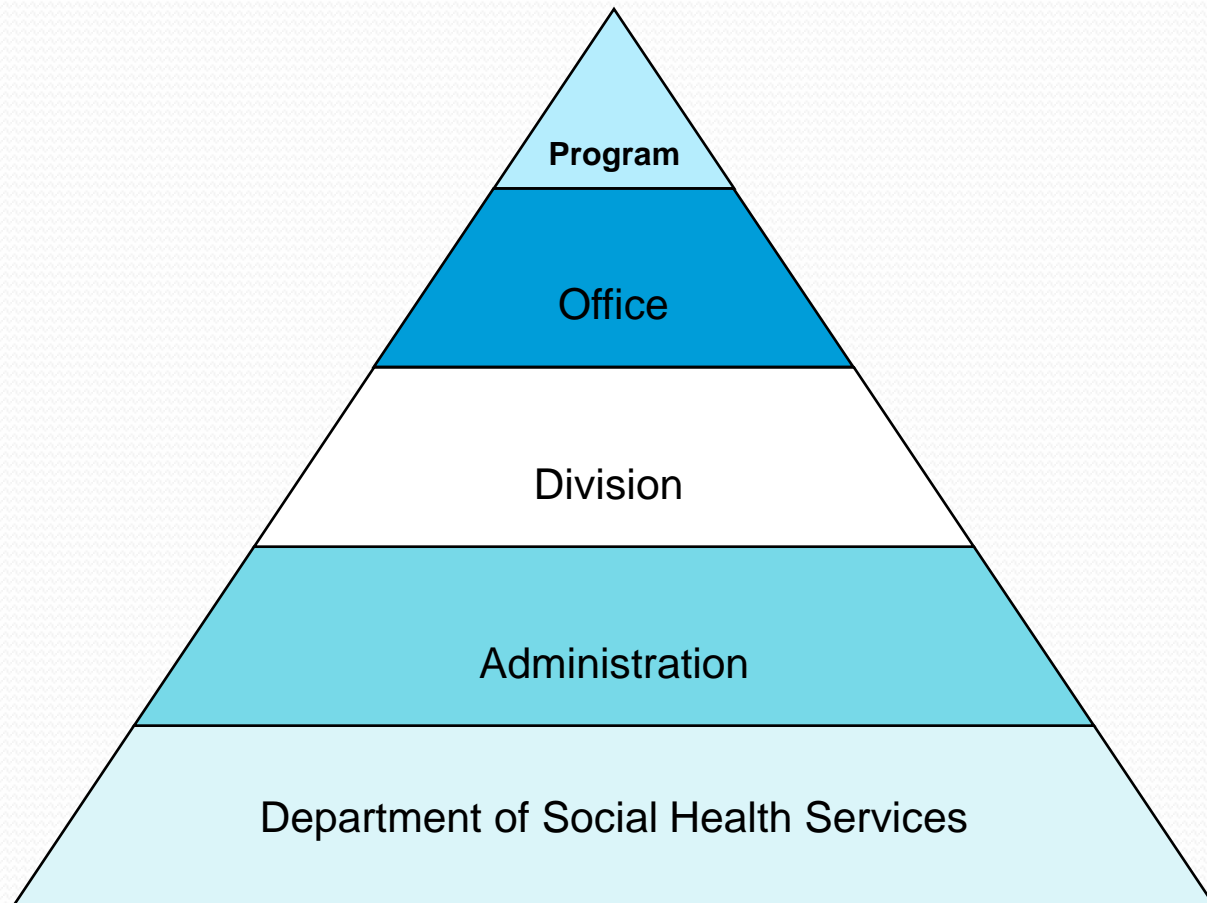 Program
Office
Division
Administration
Department of Social Health Services